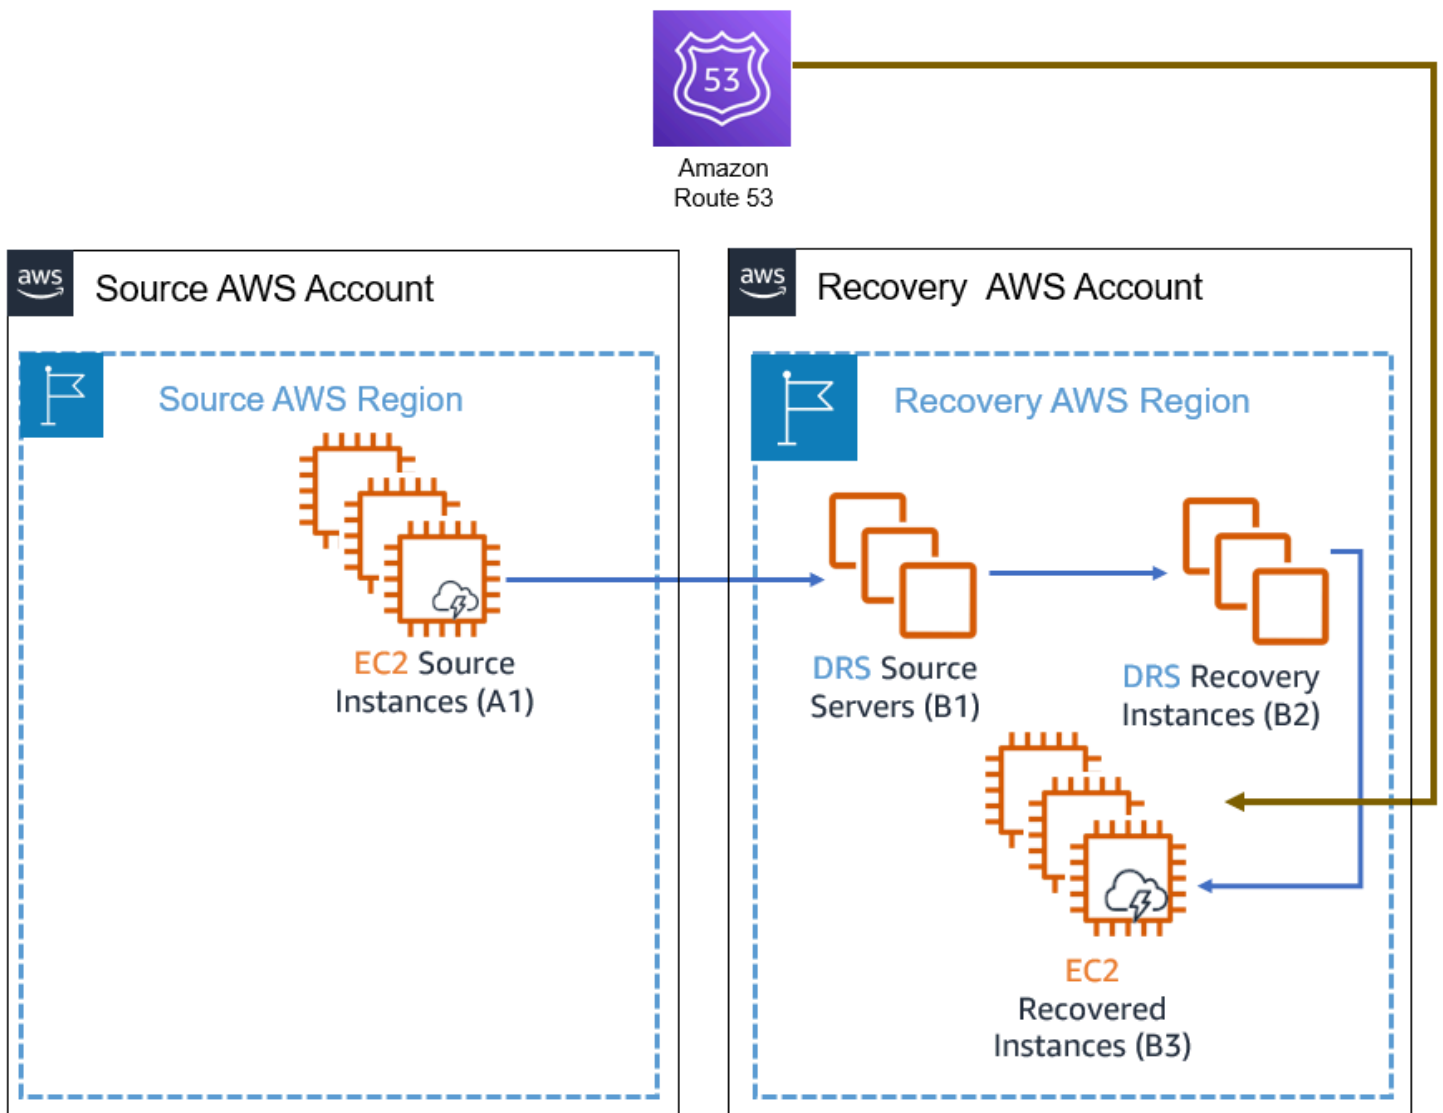 53
Amazon
Route 53
aws
Source AWS Account
aws
Recovery AWS Account
Source AWS Region
Recovery AWS Region
EC2 Source
Instances (A1)
DRS Source
Servers (B1)
DRS Recovery
Instances (B2)
EC2
Recovered
Instances (B3)